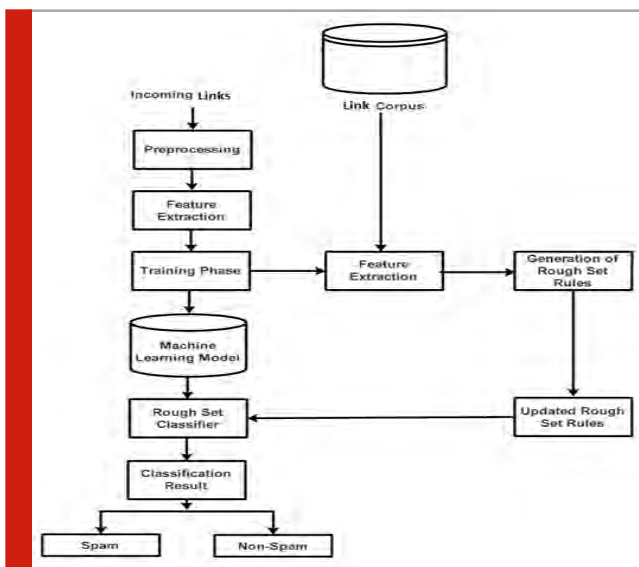 Incoming Links
Link Corpus
Preprocessing
Feature
Extraction
Training Phase
Feature
Extraction
Generation of
Rough Set
Rules
Machine
Learning Model
Rough Set
Classifier
Updated Rough
Set Rules
Classification
Result
Spam
Non-Spam